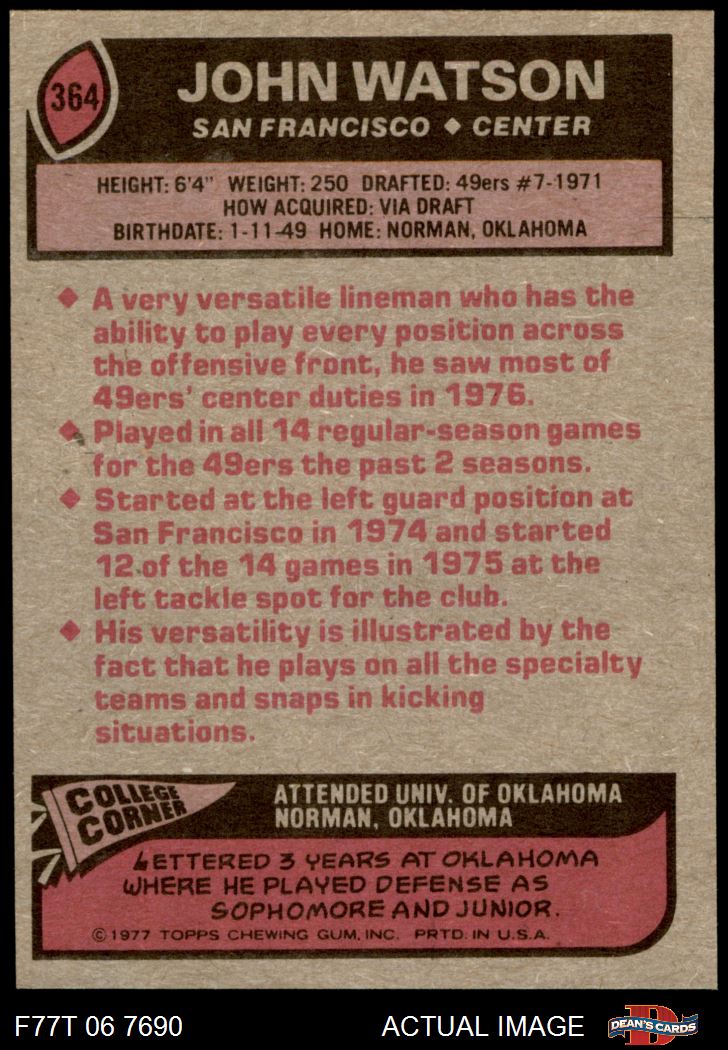 364
JOHN WATSON
SAN FRANCISCO ◆ CENTER
HEIGHT: 6'4" WEIGHT: 250 DRAFTED: 49ers #7-1971
HOW ACQUIRED: VIA DRAFT
BIRTHDATE: 1-11-49 HOME: NORMAN, OKLAHOMA
◆ A very versatile lineman who has the
ability to play every position across
the offensive front, he saw most of
49ers' center duties in 1976.
◆ Played in all 14 regular-season games
for the 49ers the past 2 seasons.
◆ Started at the left guard position at
San Francisco in 1974 and started
12 of the 14 games in 1975 at the
left tackle spot for the club.
◆ His versatility is illustrated by the
fact that he plays on all the specialty
teams and snaps in kicking
situations.
COLLEGE
CORNER
ATTENDED UNIV. OF OKLAHOMA
NORMAN, OKLAHOMA
LETTERED 3 YEARS AT OKLAHOMA
WHERE HE PLAYED DEFENSE AS
SOPHOMORE AND JUNIOR.
© 1977 TOPPS CHEWING GUM, INC. PRTD. IN U.S.A.
F77T 06 7690
ACTUAL IMAGE
D
DEAN'S CARDS